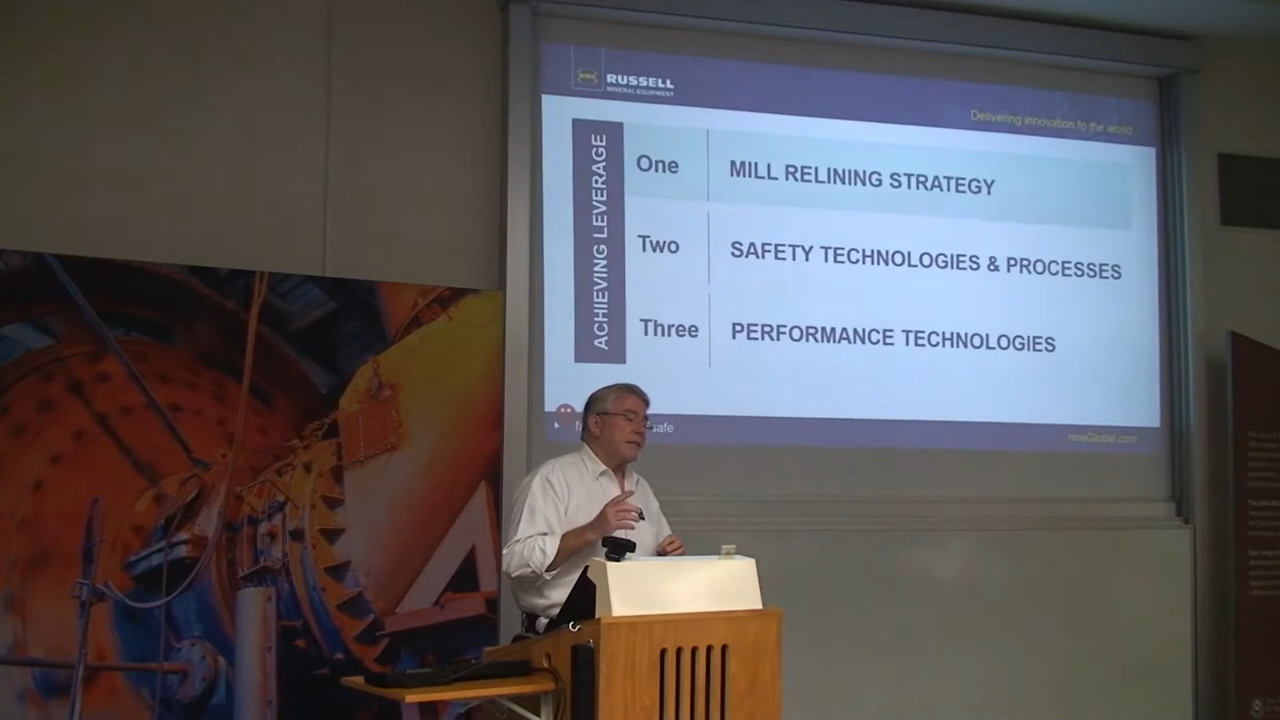 RUSSELL
MINERAL EQUIPMENT
Delivering innovation to the world
ACHIEVING LEVERAGE
One
MILL RELINING STRATEGY
Two
SAFETY TECHNOLOGIES & PROCESSES
Three
PERFORMANCE TECHNOLOGIES
safe
rmeGlobal.com